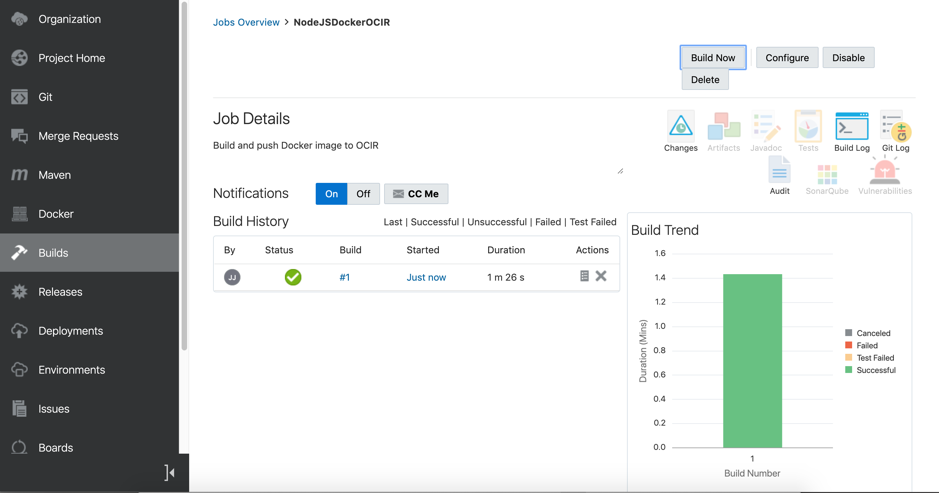 Organization
Project Home
Git
Merge Requests
Maven
Docker
Builds
Releases
Deployments
Environments
Issues
Boards
Jobs Overview > NodeJSDockerOCIR
Build Now Configure Disable
Delete
Job Details
Build and push Docker image to OCIR
Changes Artifacts Javadoc Tests Build Log Git Log
Audit SonarQube Vulnerabilities
Notifications On Off CC Me
Build History Last | Successful | Unsuccessful | Failed | Test Failed
By Status Build Started Duration Actions
JJ #1 Just now 1 m 26 s
Build Trend
Duration (Mins)
1.6
1.4
1.2
1.0
0.8
0.6
0.4
0.2
0.0
1
Build Number
Canceled
Failed
Test Failed
Successful